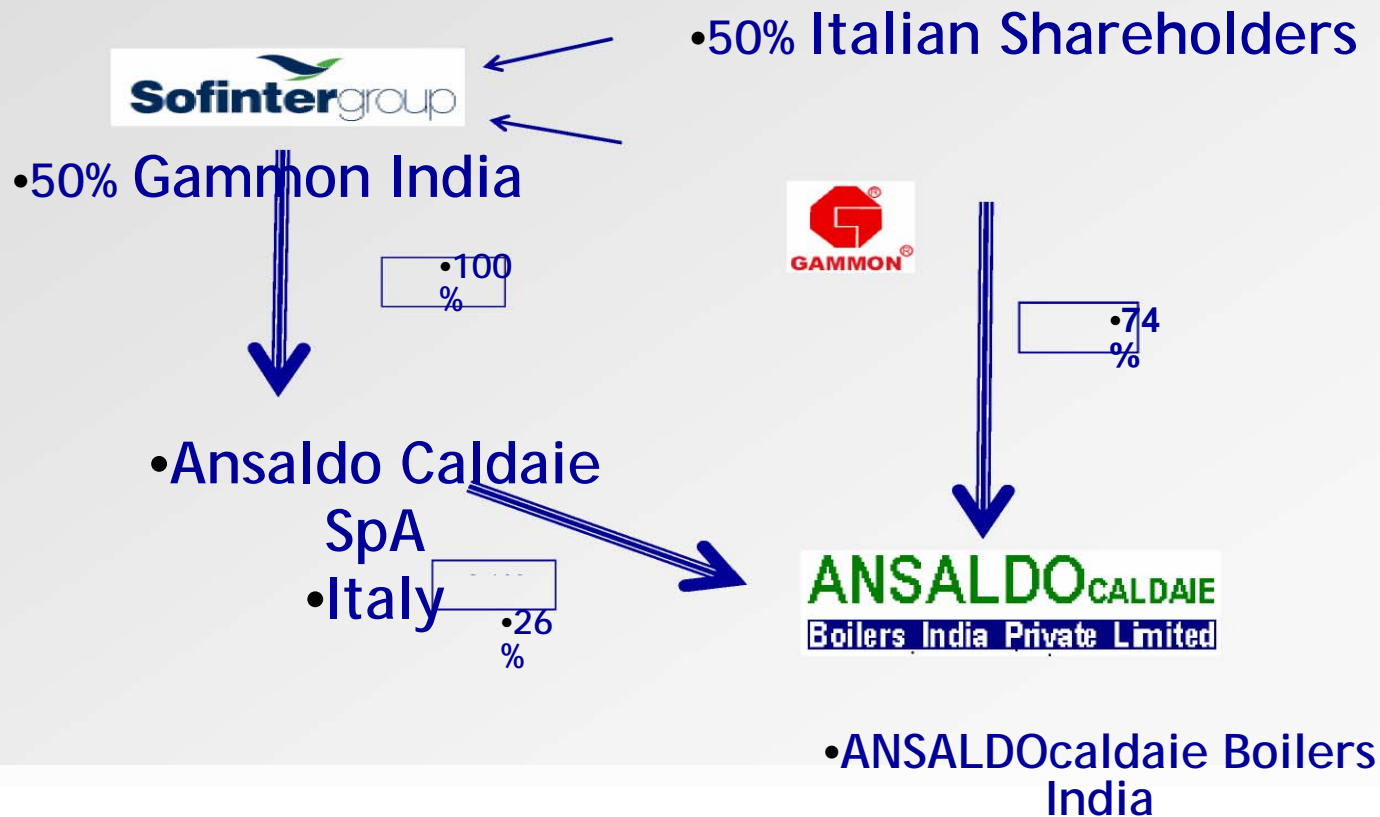 •50% Italian Shareholders
Sofintergroup
•50% Gammon India
GAMMON®
•100
%
•74
%
•Ansaldo Caldaie
SpA
•Italy
•26
%
ANSALDOCALDAIE
Boilers India Private Limited
•ANSALDOcaldaie Boilers
India